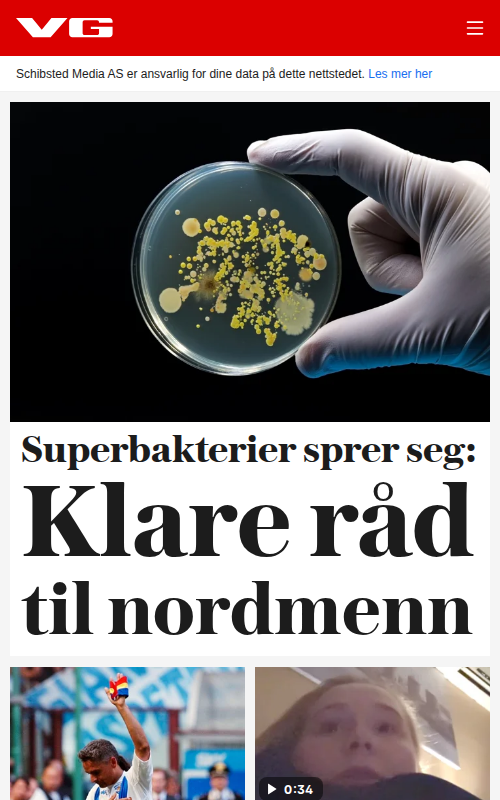 VG
Schibsted Media AS er ansvarlig for dine data på dette nettstedet. Les mer her
Superbakterier sprer seg:
Klare råd
til nordmenn
0:34